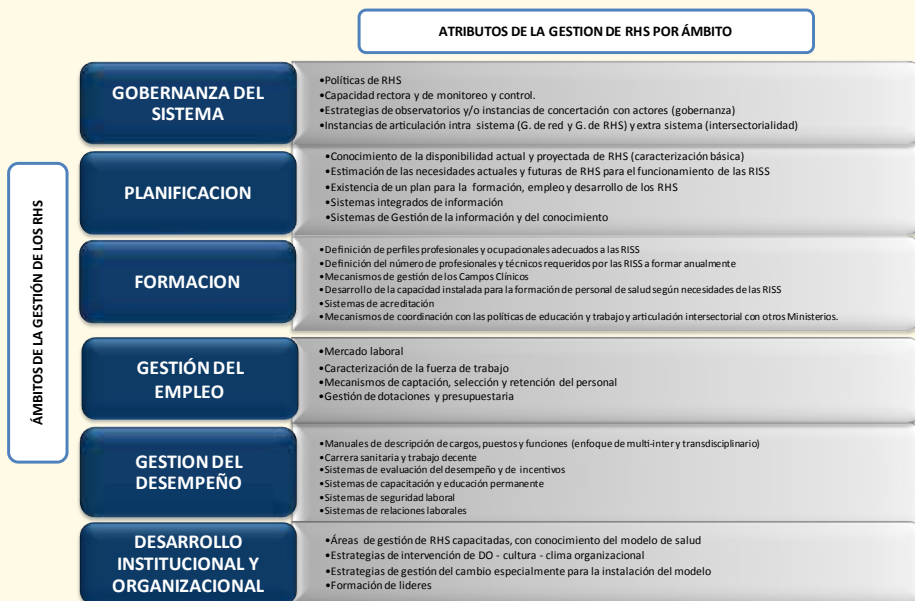 ATRIBUTOS DE LA GESTION DE RHS POR ÁMBITO
ÁMBITOS DE LA GESTIÓN DE LOS RHS
GOBERNANZA DEL
SISTEMA
•Políticas de RHS
•Capacidad rectora y de monitoreo y control.
•Estrategias de observatorios y/o instancias de concertación con actores (gobernanza)
•Instancias de articulación intra sistema (G. de red y G. de RHS) y extra sistema (intersectorialidad)
PLANIFICACION
•Conocimiento de la disponibilidad actual y proyectada de RHS (caracterización básica)
•Estimación de las necesidades actuales y futuras de RHS para el funcionamiento de las RISS
•Existencia de un plan para la formación, empleo y desarrollo de los RHS
•Sistemas integrados de información
•Sistemas de Gestión de la información y del conocimiento
FORMACION
•Definición de perfiles profesionales y ocupacionales adecuados a las RISS
•Definición del número de profesionales y técnicos requeridos por las RISS a formar anualmente
•Mecanismos de gestión de los Campos Clínicos
•Desarrollo de la capacidad instalada para la formación de personal de salud según necesidades de las RISS
•Sistemas de acreditación
•Mecanismos de coordinación con las políticas de educación y trabajo y articulación intersectorial con otros Ministerios.
GESTIÓN DEL
EMPLEO
•Mercado laboral
•Caracterización de la fuerza de trabajo
•Mecanismos de captación, selección y retención del personal
•Gestión de dotaciones y presupuestaria
GESTION DEL
DESEMPEÑO
•Manuales de descripción de cargos, puestos y funciones (enfoque de multi-inter y transdisciplinario)
•Carrera sanitaria y trabajo decente
•Sistemas de evaluación del desempeño y de incentivos
•Sistemas de capacitación y educación permanente
•Sistemas de seguridad laboral
•Sistemas de relaciones laborales
DESARROLLO
INSTITUCIONAL Y
ORGANIZACIONAL
•Áreas de gestión de RHS capacitadas, con conocimiento del modelo de salud
•Estrategias de intervención de DO - cultura - clima organizacional
•Estrategias de gestión del cambio especialmente para la instalación del modelo
•Formación de lideres